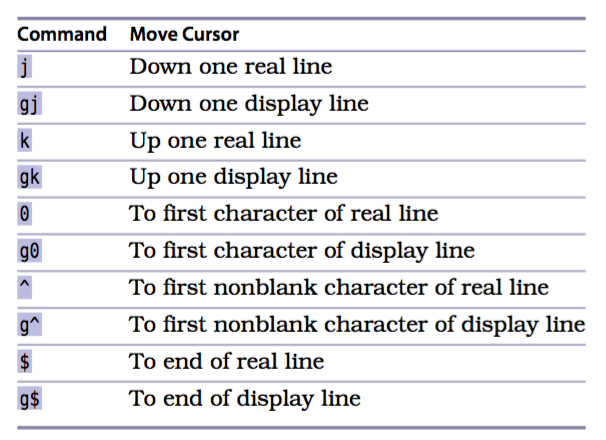 Command Move Cursor
j Down one real line
gj Down one display line
k Up one real line
gk Up one display line
0 To first character of real line
g0 To first character of display line
^ To first nonblank character of real line
g^ To first nonblank character of display line
$ To end of real line
g$ To end of display line